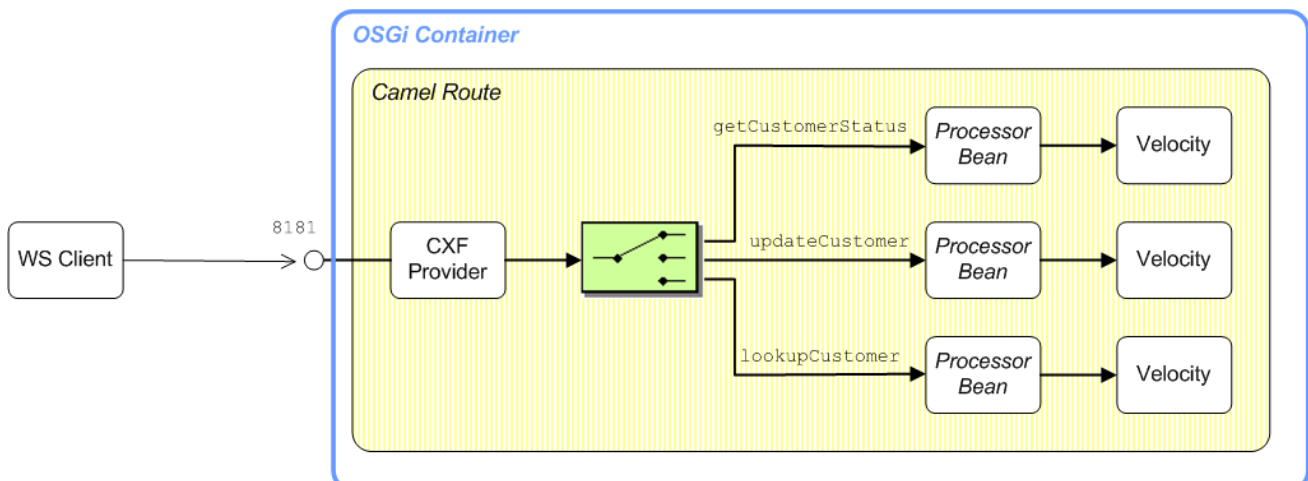 OSGi Container
Camel Route
getCustomerStatus
Processor
Bean
Velocity
8181
WS Client
CXF
Provider
updateCustomer
Processor
Bean
Velocity
lookupCustomer
Processor
Bean
Velocity